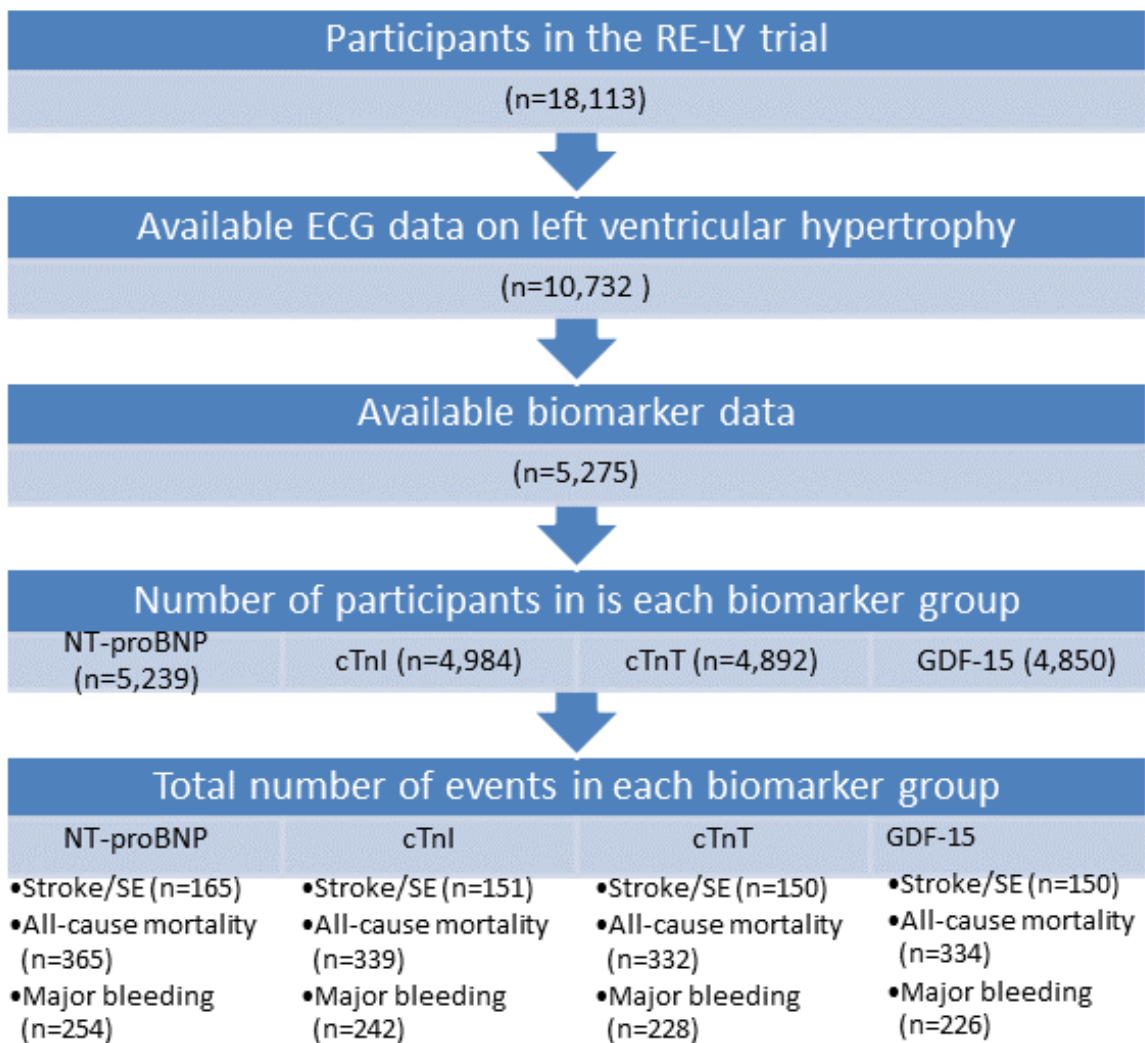 Participants in the RE-LY trial
(n=18,113)
Available ECG data on left ventricular hypertrophy
(n=10,732 )
Available biomarker data
(n=5,275)
Number of participants in is each biomarker group
NT-proBNP
(n=5,239)
cTnI (n=4,984)
cTnT (n=4,892)
GDF-15 (4,850)
Total number of events in each biomarker group
NT-proBNP
•Stroke/SE (n=165)
•All-cause mortality
(n=365)
•Major bleeding
(n=254)
cTnI
•Stroke/SE (n=151)
•All-cause mortality
(n=339)
•Major bleeding
(n=242)
cTnT
•Stroke/SE (n=150)
•All-cause mortality
(n=332)
•Major bleeding
(n=228)
GDF-15
•Stroke/SE (n=150)
•All-cause mortality
(n=334)
•Major bleeding
(n=226)